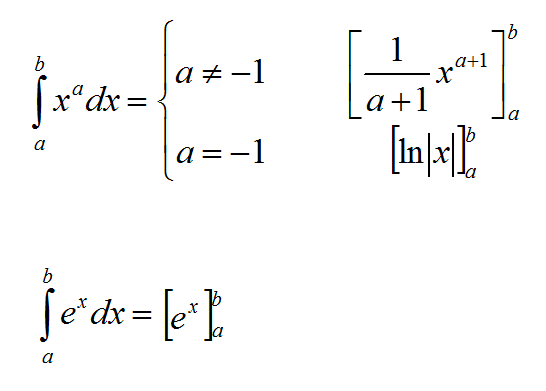 ∫_a^b x^a dx = { a ≠ −1 [1/(a+1) x^(a+1)]_a^b
a = −1 [ln|x|]_a^b
∫_a^b e^x dx = [e^x]_a^b